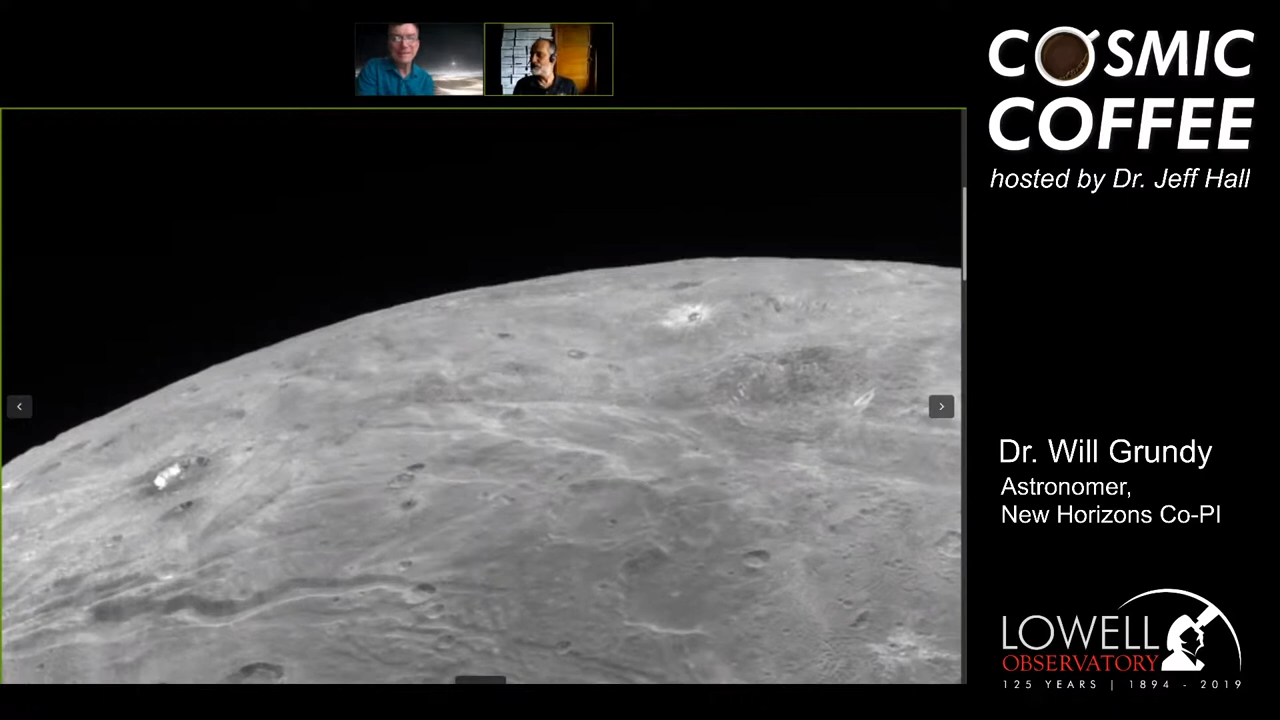 COSMIC
COFFEE
hosted by Dr. Jeff Hall
Dr. Will Grundy
Astronomer,
New Horizons Co-PI
LOWELL
OBSERVATORY
125 YEARS | 1894 - 2019